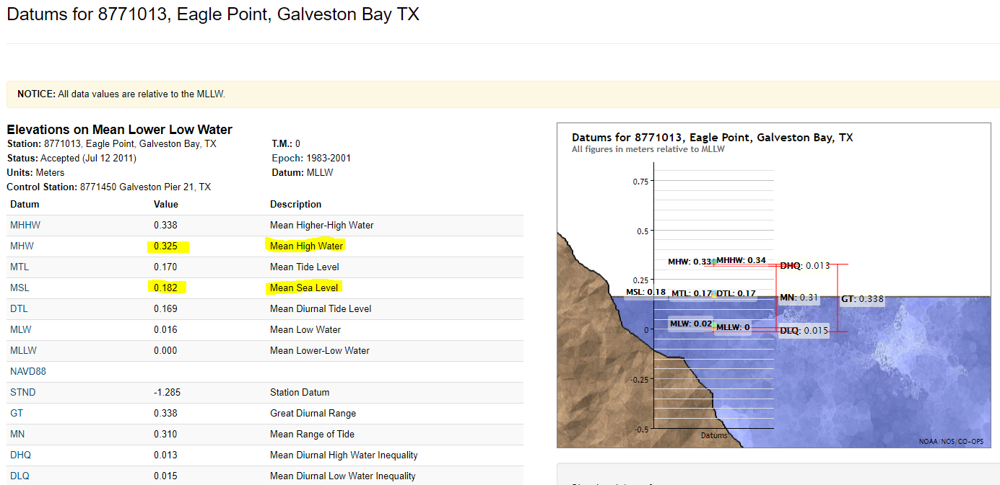 Datums for 8771013, Eagle Point, Galveston Bay TX
NOTICE: All data values are relative to the MLLW.
Elevations on Mean Lower Low Water
Station: 8771013, Eagle Point, Galveston Bay, TX T.M.: 0
Status: Accepted (Jul 12 2011) Epoch: 1983-2001
Units: Meters Datum: MLLW
Control Station: 8771450 Galveston Pier 21, TX
Datum Value Description
MHHW 0.338 Mean Higher-High Water
MHW 0.325 Mean High Water
MTL 0.170 Mean Tide Level
MSL 0.182 Mean Sea Level
DTL 0.169 Mean Diurnal Tide Level
MLW 0.016 Mean Low Water
MLLW 0.000 Mean Lower-Low Water
NAVD88
STND -1.285 Station Datum
GT 0.338 Great Diurnal Range
MN 0.310 Mean Range of Tide
DHQ 0.013 Mean Diurnal High Water Inequality
DLQ 0.015 Mean Diurnal Low Water Inequality
Datums for 8771013, Eagle Point, Galveston Bay, TX
All figures in meters relative to MLLW
0.75
0.5
MHW: 0.33 MHHW: 0.34 DHQ: 0.013
0.25
MSL: 0.18 MTL: 0.17 DTL: 0.17 MN: 0.31 GT: 0.338
MLW: 0.02 MLLW: 0 DLQ: 0.015
0
-0.25
-0.5
Datums
NOAA/NOS/CO-OPS